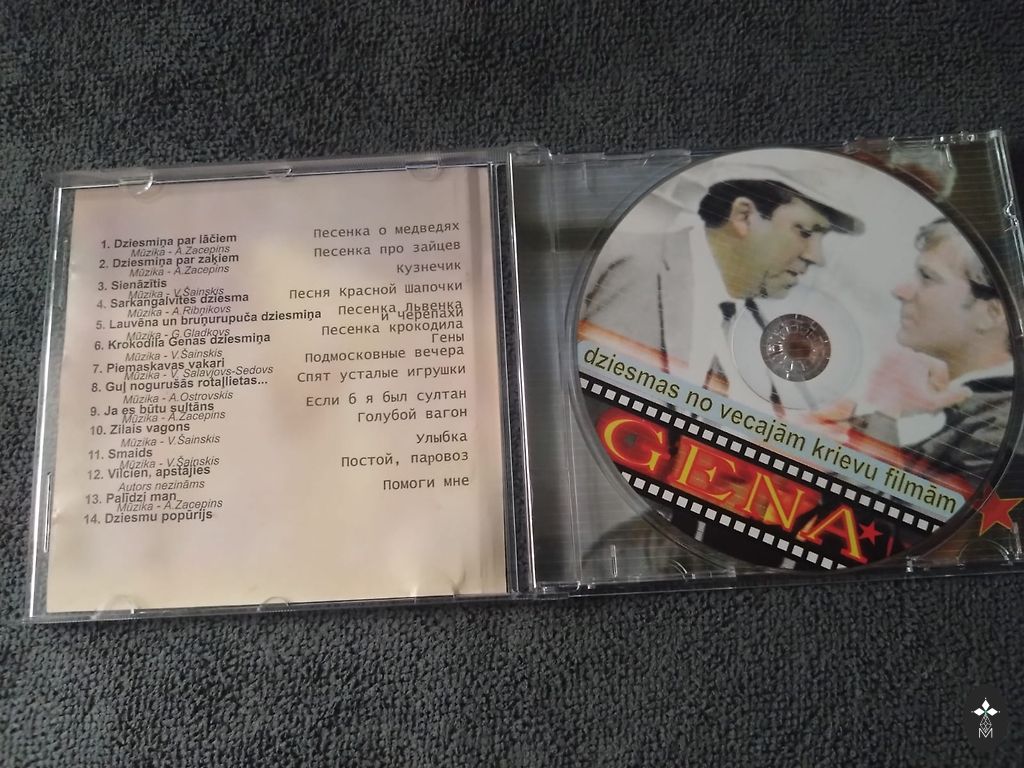 1. Dziesmiņa par lāčiem
Песенка о медведях
Mūzika - A.Zacepins
2. Dziesmiņa par zaķiem
Песенка про зайцев
Mūzika - A.Zacepins
3. Sienāzītis
Кузнечик
Mūzika - V.Šainskis
4. Sarkangalvītes dziesma
Песня Красной Шапочки
Mūzika - A.Ribņikovs
5. Lauvēna un bruņurupuča dziesmiņa
Песенка Львенка
и черепахи
Mūzika - G.Gladkovs
6. Krokodila Genas dziesmiņa
Песенка крокодила
Гены
Mūzika - V.Šainskis
7. Piemaskavas vakari
Подмосковные вечера
Mūzika - V. Salavjovs-Sedovs
8. Guļ nogurušās rotaļlietas...
Спят усталые игрушки
Mūzika - A.Ostrovskis
9. Ja es būtu sultāns
Если б я был султан
Mūzika - A.Zacepins
10. Zilais vagons
Голубой вагон
Mūzika - V.Šainskis
11. Smaids
Улыбка
Mūzika - V.Šainskis
12. Vilcien, apstājies
Постой, паровоз
Autors nezināms
13. Palīdzi man
Помоги мне
Mūzika - A.Zacepins
14. Dziesmu popūrijs
dziesmas no vecajām krievu filmām
GENA
M